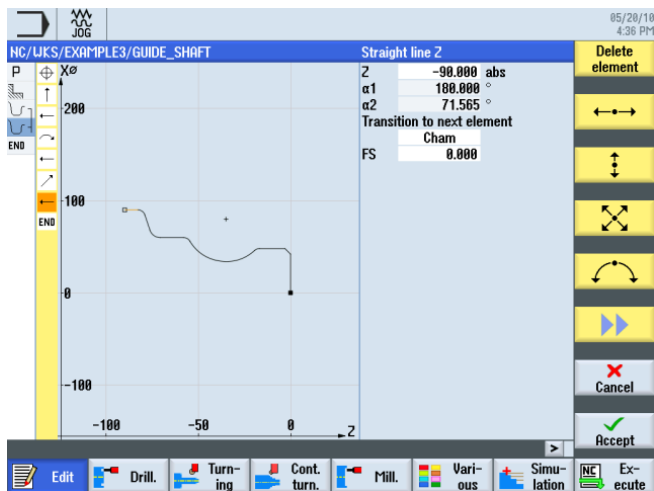 JOG
05/20/10
4:36 PM
NC/WKS/EXAMPLE3/GUIDE_SHAFT
Straight line Z
Delete
element
P
END
END
XØ
200
100
0
-100
-100
-50
0
Z
Z -90.000 abs
α1 180.000 °
α2 71.565 °
Transition to next element
Cham
FS 0.000
Cancel
Accept
>
Edit
Drill.
Turn-
ing
Cont.
turn.
Mill.
Vari-
ous
Simu-
lation
NC
Ex-
ecute